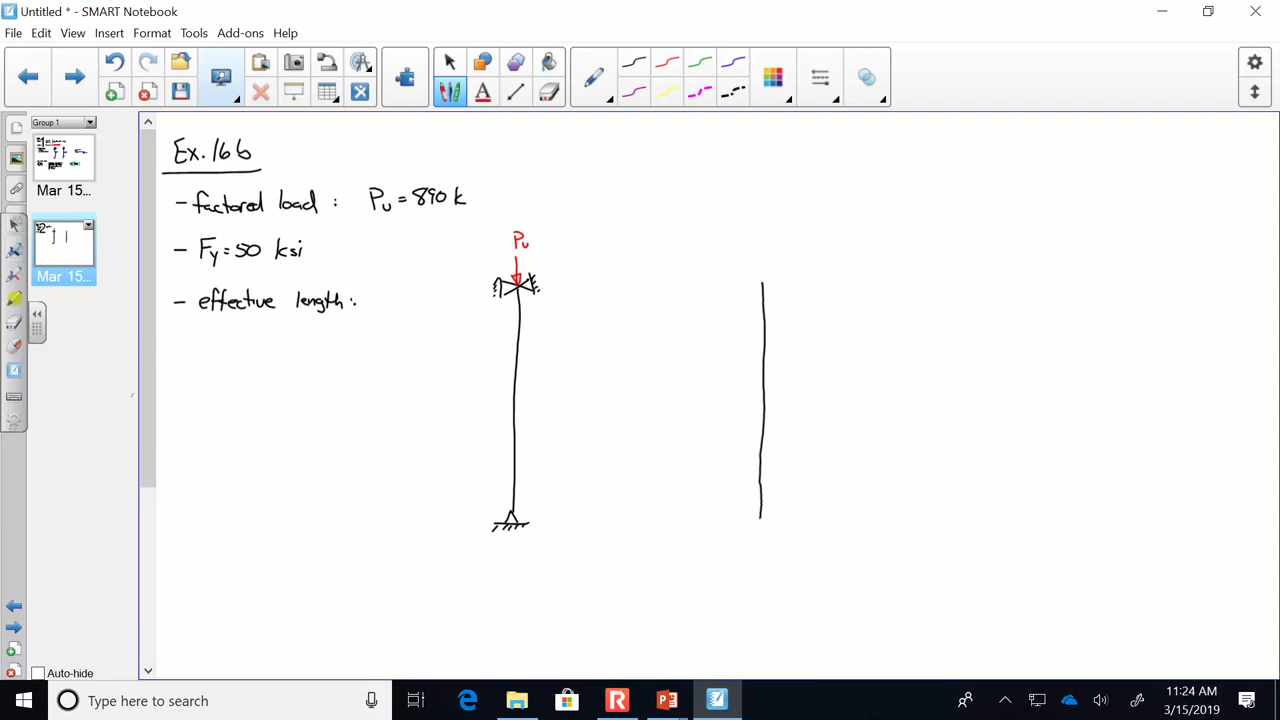 Untitled * - SMART Notebook
File Edit View Insert Format Tools Add-ons Help
Group 1
Mar 15...
Mar 15...
Ex. 16b
- factored load : Pu = 890 k
- Fy = 50 ksi
Pu
- effective length :
Auto-hide
Type here to search
11:24 AM
3/15/2019